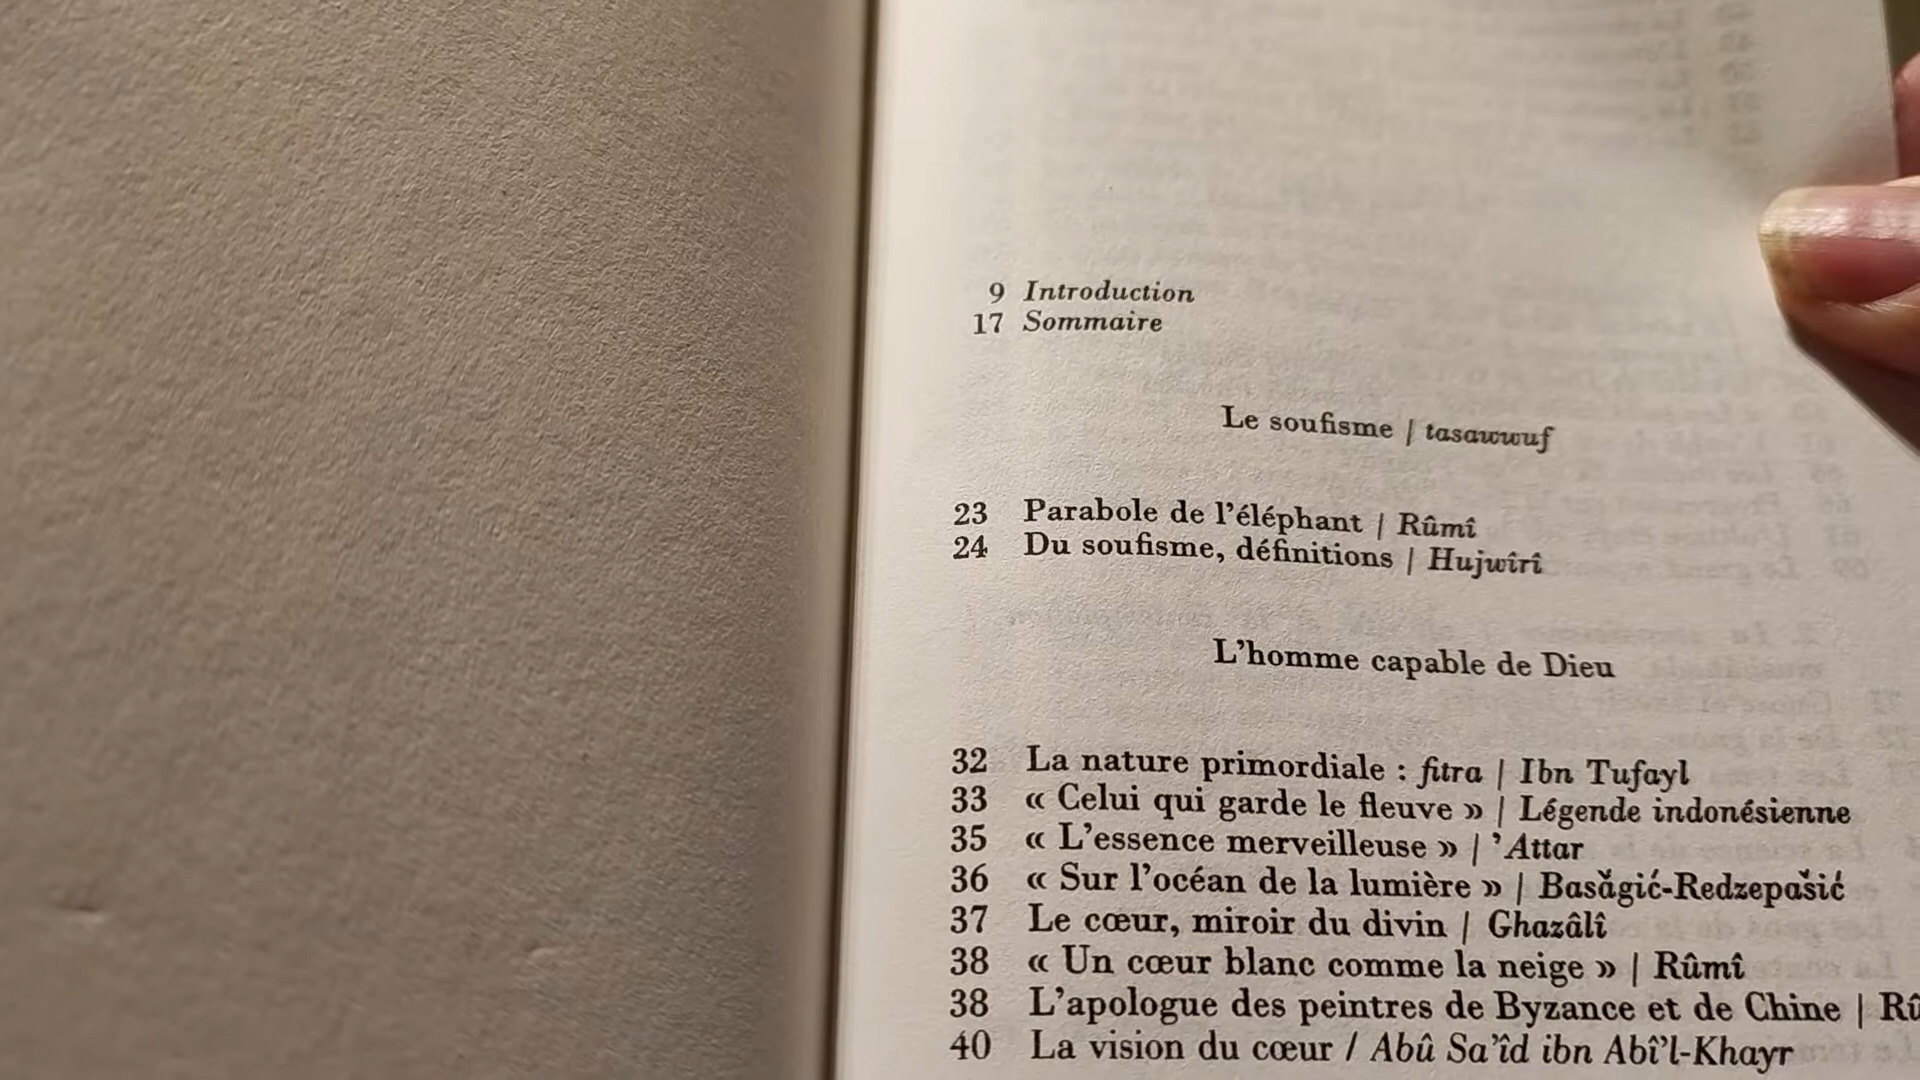 9 Introduction
17 Sommaire
Le soufisme | tasawwuf
23 Parabole de l'éléphant | Rûmî
24 Du soufisme, définitions | Hujwîrî
L'homme capable de Dieu
32 La nature primordiale : fitra | Ibn Tufayl
33 « Celui qui garde le fleuve » | Légende indonésienne
35 « L'essence merveilleuse » | 'Attar
36 « Sur l'océan de la lumière » | Basăgić-Redzepašić
37 Le cœur, miroir du divin | Ghazâlî
38 « Un cœur blanc comme la neige » | Rûmî
38 L'apologue des peintres de Byzance et de Chine | Rû
40 La vision du cœur / Abû Sa'îd ibn Abî'l-Khayr